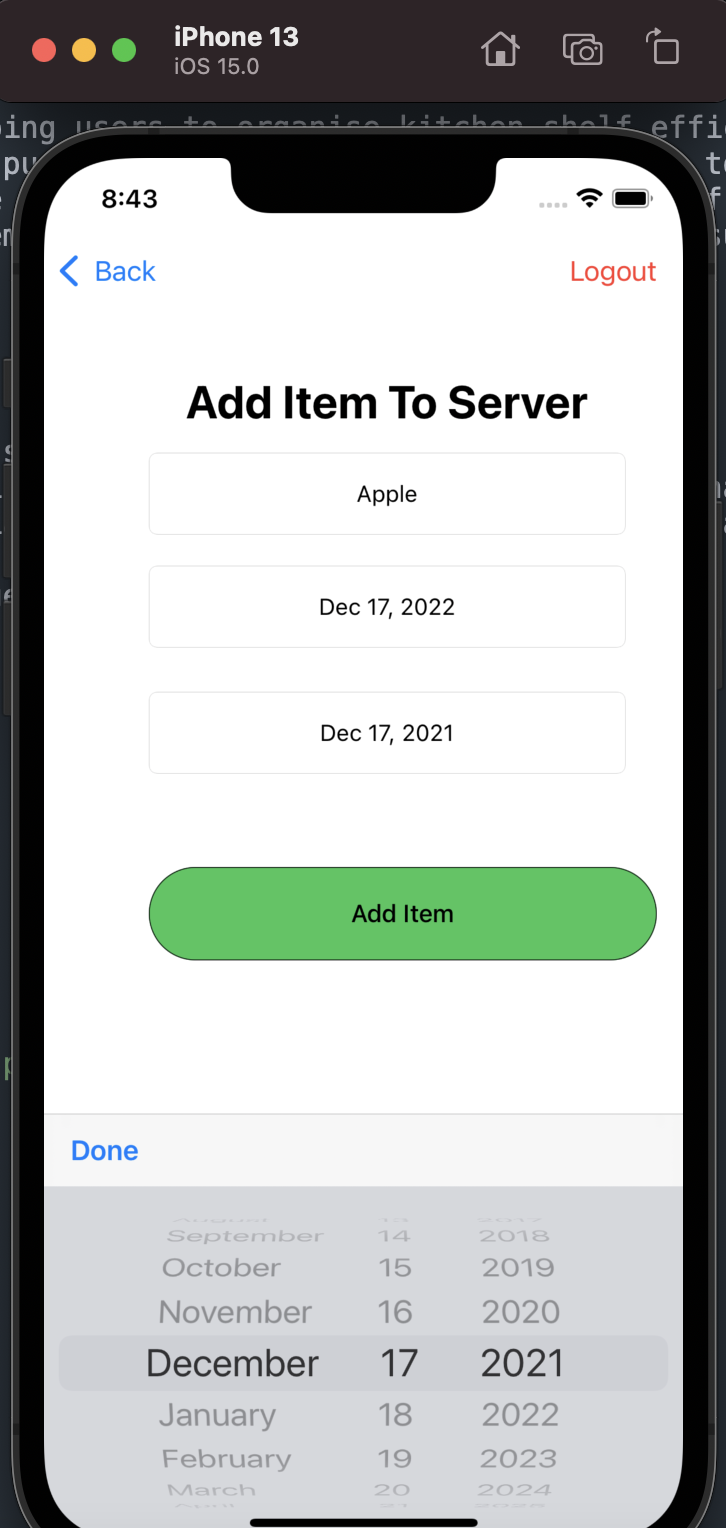 iPhone 13
iOS 15.0
ping users to organise kitchen shelf effi
pu
8:43
Back
Logout
Add Item To Server
Apple
Dec 17, 2022
Dec 17, 2021
Add Item
Done
September 14 2018
October 15 2019
November 16 2020
December 17 2021
January 18 2022
February 19 2023
March 20 2024